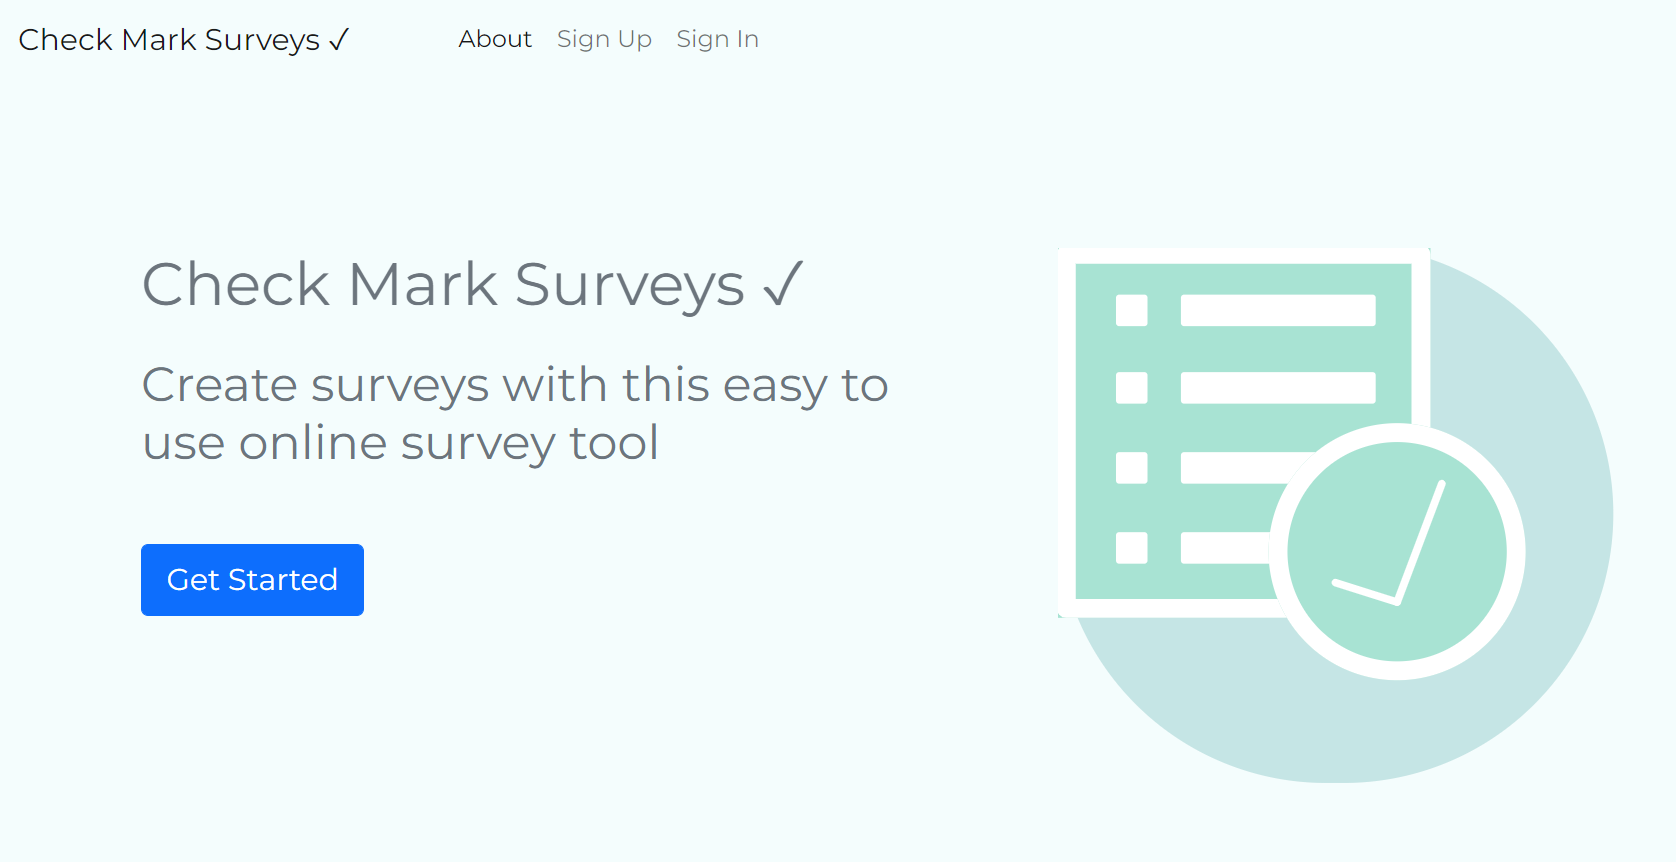 Check Mark Surveys ✓ About Sign Up Sign In
Check Mark Surveys ✓
Create surveys with this easy to
use online survey tool
Get Started